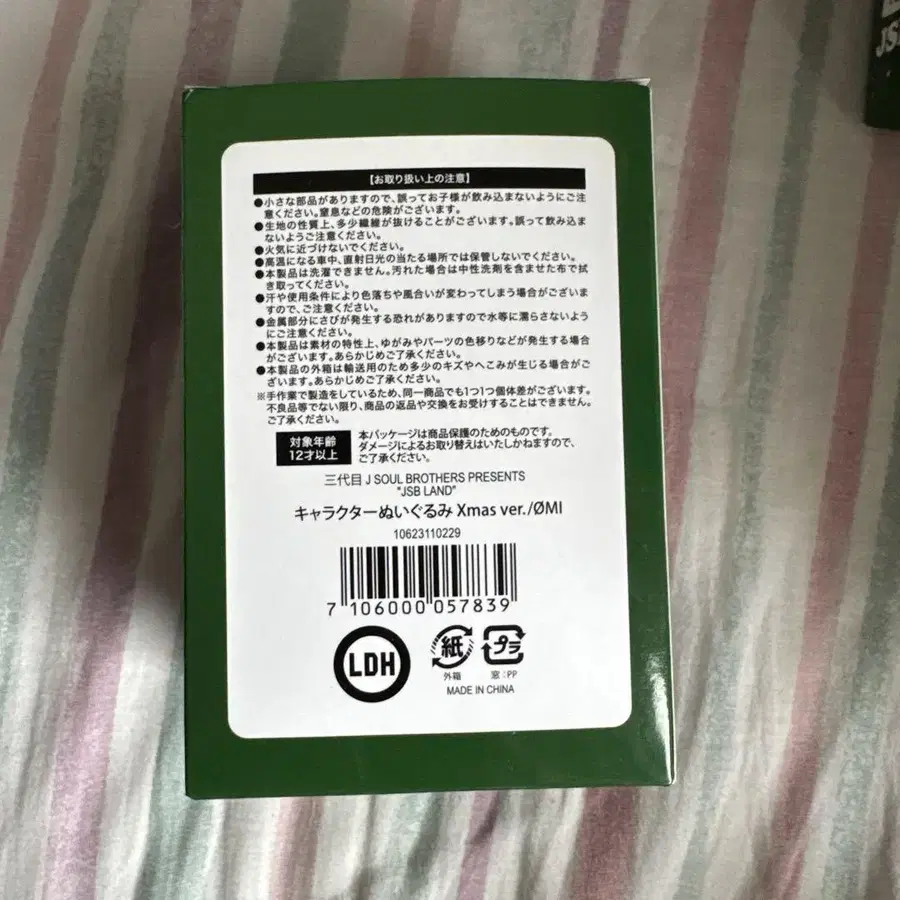 【お取り扱い上の注意】
●小さな部品がありますので、誤ってお子様が飲み込まないようにご注
意ください。窒息などの危険がございます。
●生地の性質上、多少繊維が抜けることがございます。誤って飲み込ま
ないようご注意ください。
●火気に近づけないでください。
●高温になる車中、直射日光の当たる場所では保管しないでください。
●本製品は洗濯できません。汚れた場合は中性洗剤を含ませた布で拭
き取ってください。
●汗や使用条件により色落ちや風合いが変わってしまう場合がございま
すので、ご注意ください。
●金属部分にさびが発生する恐れがありますので水等に濡らさないよう
にご注意ください。
●本製品は素材の特性上、ゆがみやパーツの色移りなどが発生する場合
がございます。あらかじめご了承ください。
●本製品の外箱は輸送用のため多少のキズやへこみが生じる場合がご
ざいます。あらかじめご了承ください。
※手作業で製造をしているため、同一商品でも1つ1つ個体差がございます。
不良品等でない限り、商品の返品や交換をお受けすることはできません。
ご了承ください。
対象年齢
12才以上
本パッケージは商品保護のためのものです。
ダメージによるお取り替えはいたしかねますので、
ご了承ください。
三代目 J SOUL BROTHERS PRESENTS
"JSB LAND"
キャラクターぬいぐるみ Xmas ver./ØMI
10623110229
7 106000 057839
LDH
紙
プラ
外箱
窓:PP
MADE IN CHINA